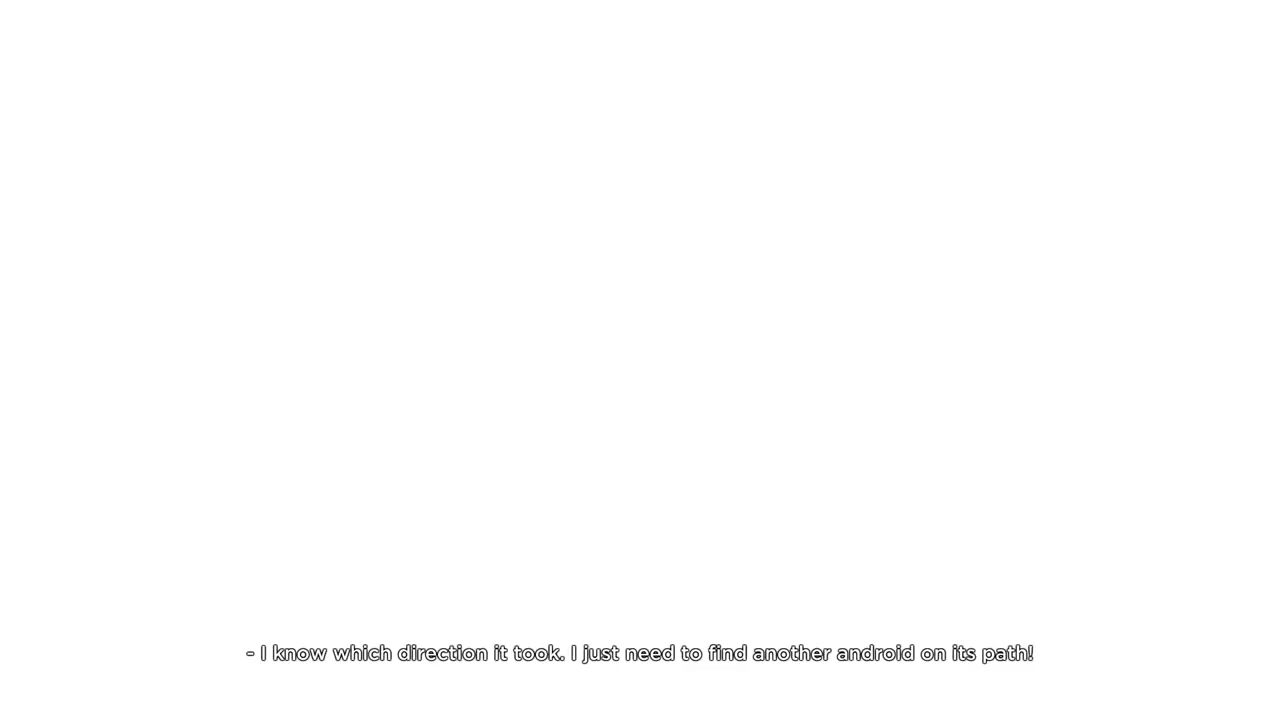 - I know which direction it took. I just need to find another android on its path!